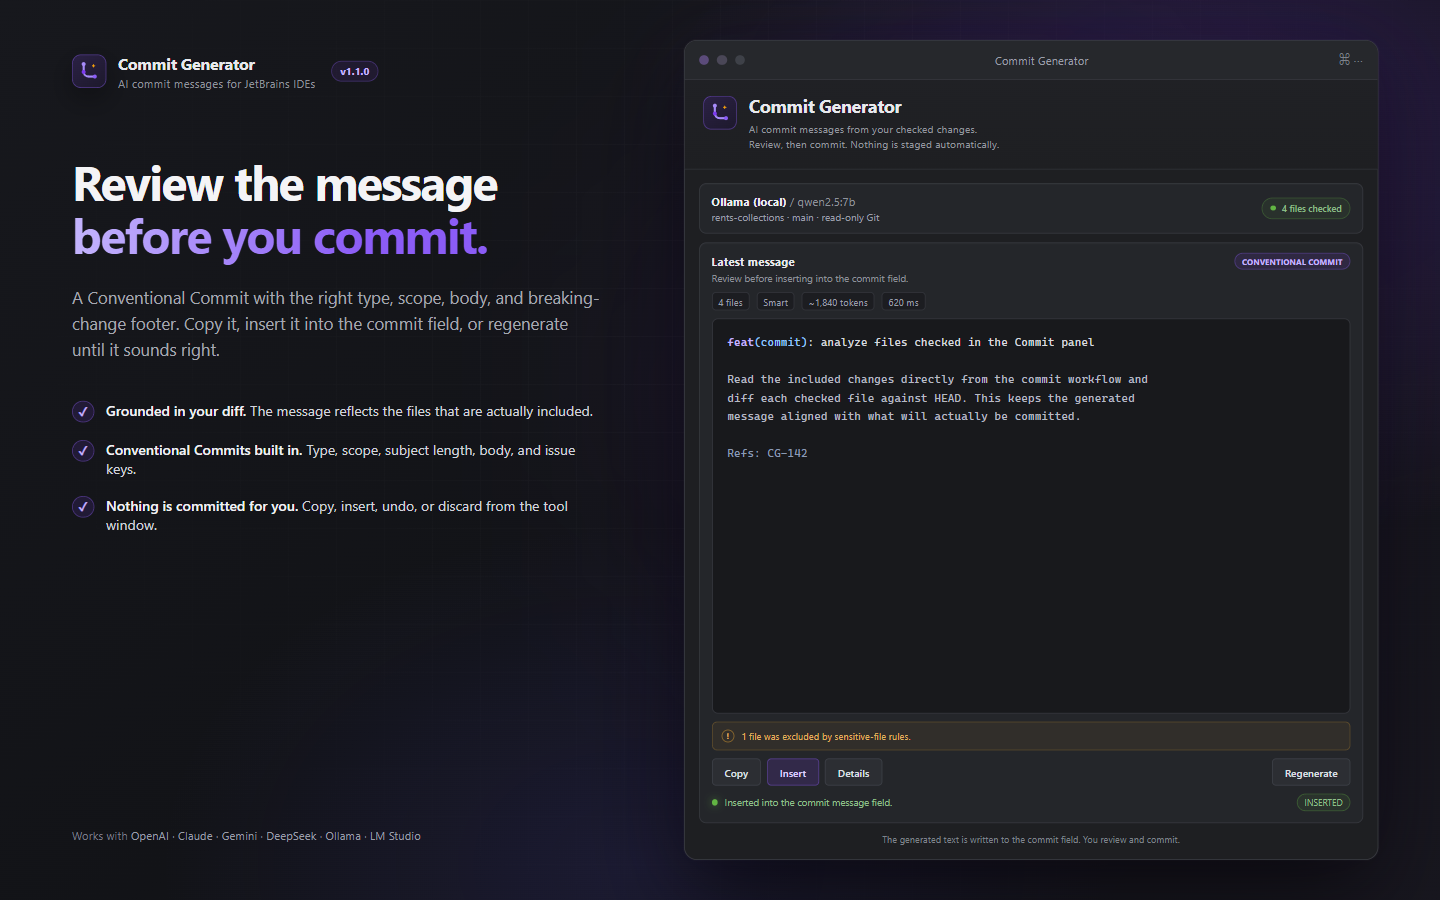 Commit Generator
AI commit messages for JetBrains IDEs
v1.1.0
Review the message
before you commit.
A Conventional Commit with the right type, scope, body, and breaking-
change footer. Copy it, insert it into the commit field, or regenerate
until it sounds right.
Grounded in your diff. The message reflects the files that are actually included.
Conventional Commits built in. Type, scope, subject length, body, and issue
keys.
Nothing is committed for you. Copy, insert, undo, or discard from the tool
window.
Works with OpenAI · Claude · Gemini · DeepSeek · Ollama · LM Studio
Commit Generator
⌘ ...
Commit Generator
AI commit messages from your checked changes.
Review, then commit. Nothing is staged automatically.
Ollama (local) / qwen2.5:7b
rents-collections · main · read-only Git
4 files checked
Latest message
Review before inserting into the commit field.
CONVENTIONAL COMMIT
4 files
Smart
~1,840 tokens
620 ms
feat(commit): analyze files checked in the Commit panel
Read the included changes directly from the commit workflow and
diff each checked file against HEAD. This keeps the generated
message aligned with what will actually be committed.
Refs: CG-142
1 file was excluded by sensitive-file rules.
Copy
Insert
Details
Regenerate
Inserted into the commit message field.
INSERTED
The generated text is written to the commit field. You review and commit.